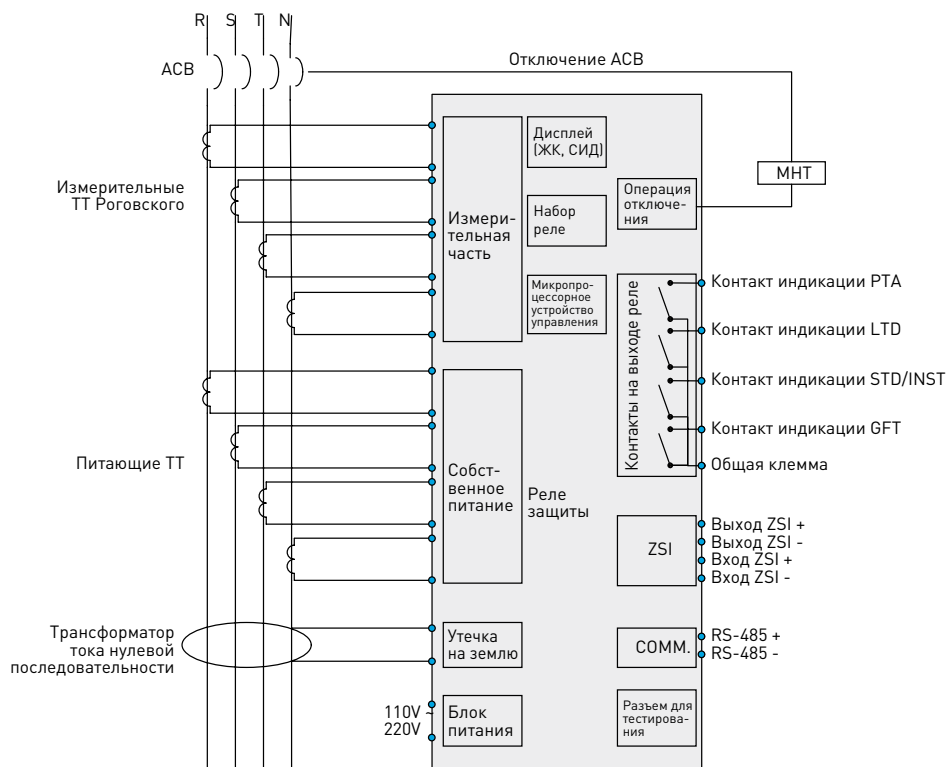 R S T N
ACB
Отключение ACB
Измерительные
ТТ Роговского
Дисплей
(ЖК, СИД)
Измери-
тельная
часть
Набор
реле
Операция
отключе-
ния
МНТ
Микропро-
цессорное
устройство
управления
Контакты на выходе реле
Контакт индикации PTA
Контакт индикации LTD
Контакт индикации STD/INST
Контакт индикации GFT
Общая клемма
Питающие ТТ
Собст-
венное
питание
Реле
защиты
ZSI
Выход ZSI +
Выход ZSI -
Вход ZSI +
Вход ZSI -
Трансформатор
тока нулевой
последовательности
Утечка
на землю
COMM.
RS-485 +
RS-485 -
110V ~
220V
Блок
питания
Разъем для
тестирова-
ния